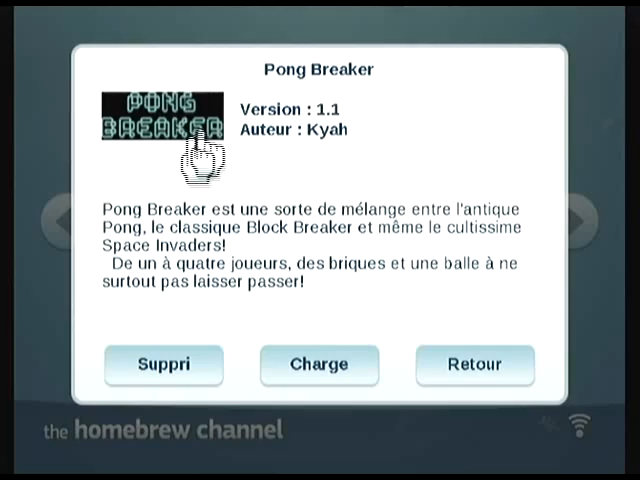 Pong Breaker
PONG
BREAKER
Version : 1.1
Auteur : Kyah
Pong Breaker est une sorte de mélange entre l'antique
Pong, le classique Block Breaker et même le cultissime
Space Invaders!
De un à quatre joueurs, des briques et une balle à ne
surtout pas laisser passer!
Suppri
Charge
Retour
the homebrew channel